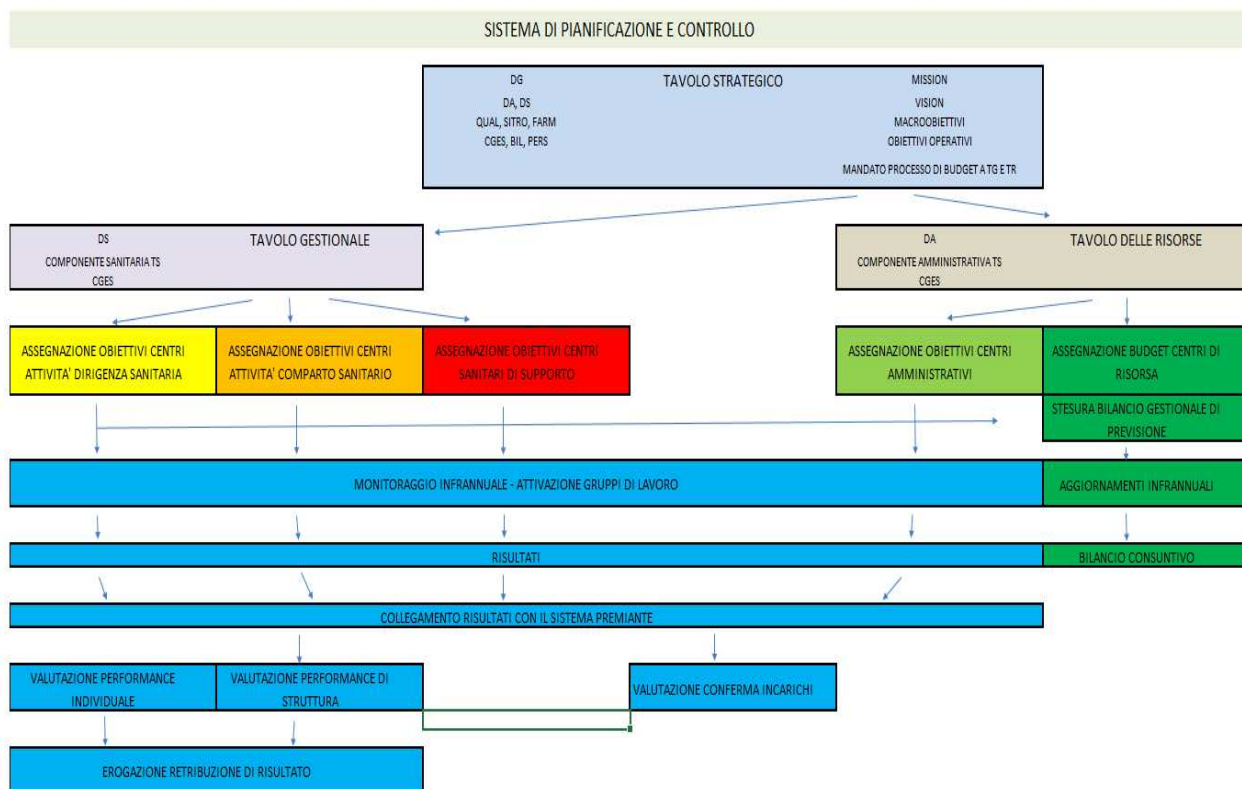 SISTEMA DI PIANIFICAZIONE E CONTROLLO
DG
TAVOLO STRATEGICO
MISSION
DA, DS
VISION
QUAL, SITRO, FARM
MACROOBIETTIVI
CGES, BIL, PERS
OBIETTIVI OPERATIVI
MANDATO PROCESSO DI BUDGET A TG E TR
DS
TAVOLO GESTIONALE
COMPONENTE SANITARIA TS
CGES
DA
TAVOLO DELLE RISORSE
COMPONENTE AMMINISTRATIVA TS
CGES
ASSEGNAZIONE OBIETTIVI CENTRI
ATTIVITA' DIRIGENZA SANITARIA
ASSEGNAZIONE OBIETTIVI CENTRI
ATTIVITA' COMPARTO SANITARIO
ASSEGNAZIONE OBIETTIVI CENTRI
SANITARI DI SUPPORTO
ASSEGNAZIONE OBIETTIVI CENTRI
AMMINISTRATIVI
ASSEGNAZIONE BUDGET CENTRI DI
RISORSA
STESURA BILANCIO GESTIONALE DI
PREVISIONE
MONITORAGGIO INFRANNUALE - ATTIVAZIONE GRUPPI DI LAVORO
AGGIORNAMENTI INFRANNUALI
RISULTATI
BILANCIO CONSUNTIVO
COLLEGAMENTO RISULTATI CON IL SISTEMA PREMIANTE
VALUTAZIONE PERFORMANCE
INDIVIDUALE
VALUTAZIONE PERFORMANCE DI
STRUTTURA
VALUTAZIONE CONFERMA INCARICHI
EROGAZIONE RETRIBUZIONE DI RISULTATO